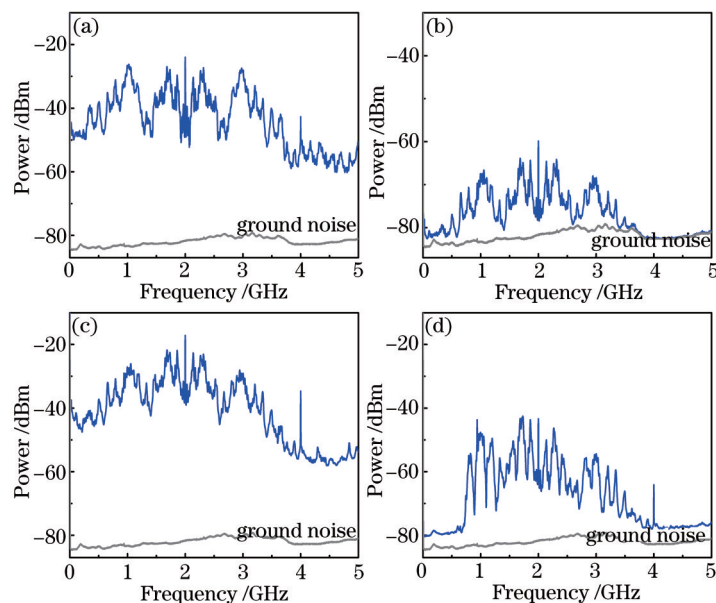 (a)
Power /dBm
−20
−40
−60
−80
ground noise
0 1 2 3 4 5
Frequency /GHz
(b)
Power /dBm
−40
−60
−80
ground noise
0 1 2 3 4 5
Frequency /GHz
(c)
Power /dBm
−20
−40
−60
−80
ground noise
0 1 2 3 4 5
Frequency /GHz
(d)
Power /dBm
−20
−40
−60
−80
ground noise
0 1 2 3 4 5
Frequency /GHz